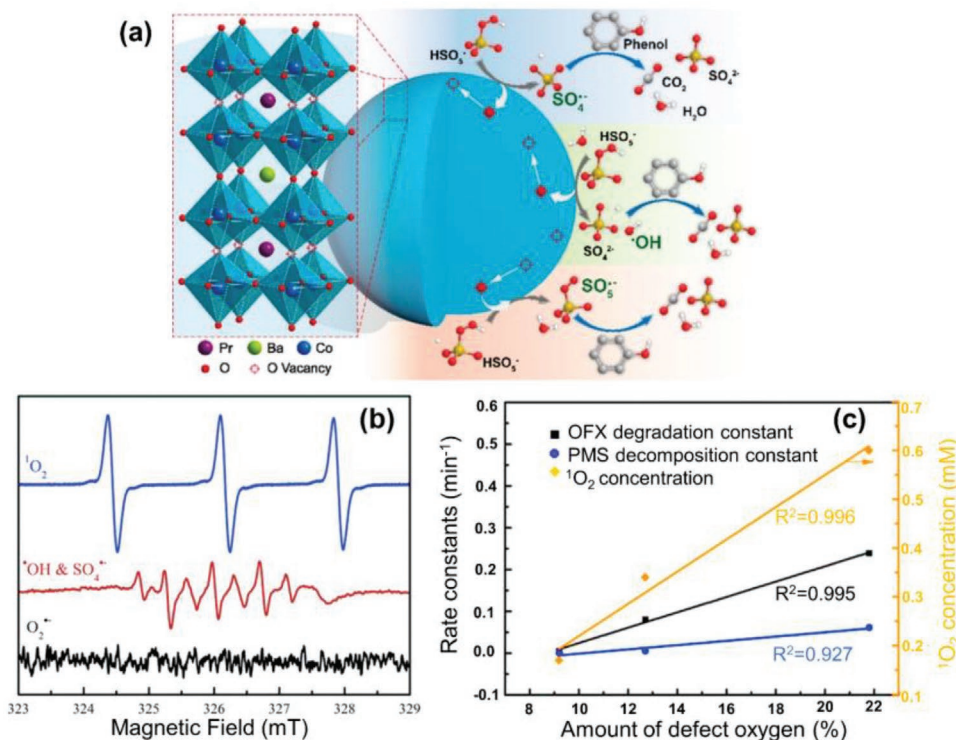 (a)
HSO₅⁻
SO₄•⁻
Phenol
CO₂
SO₄²⁻
H₂O
HSO₅⁻
SO₄²⁻
•OH
SO₅•⁻
HSO₅⁻
Pr Ba Co
O O Vacancy
(b)
¹O₂
•OH & SO₄•⁻
O₂•⁻
323 324 325 326 327 328 329
Magnetic Field (mT)
(c)
OFX degradation constant
PMS decomposition constant
¹O₂ concentration
R²=0.996
R²=0.995
R²=0.927
Rate constants (min⁻¹)
0.6
0.5
0.4
0.3
0.2
0.1
0.0
-0.1
8 10 12 14 16 18 20 22
Amount of defect oxygen (%)
0.7
0.6
0.5
0.4
0.3
0.2
0.1
¹O₂ concentration (mM)